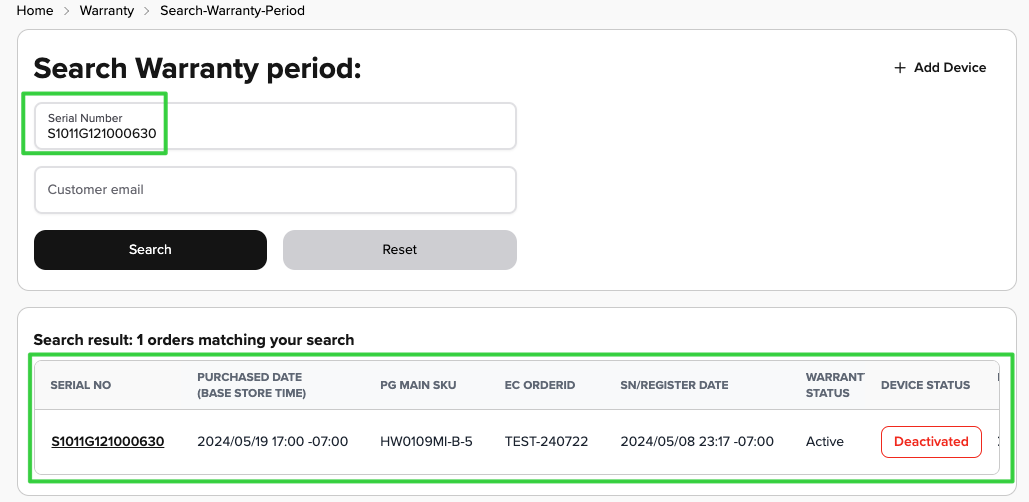 Home > Warranty > Search-Warranty-Period
Search Warranty period:
+ Add Device
Serial Number
S1011G121000630
Customer email
Search
Reset
Search result: 1 orders matching your search
SERIAL NO
PURCHASED DATE
(BASE STORE TIME)
PG MAIN SKU
EC ORDERID
SN/REGISTER DATE
WARRANT
STATUS
DEVICE STATUS
S1011G121000630
2024/05/19 17:00 -07:00
HW0109MI-B-5
TEST-240722
2024/05/08 23:17 -07:00
Active
Deactivated